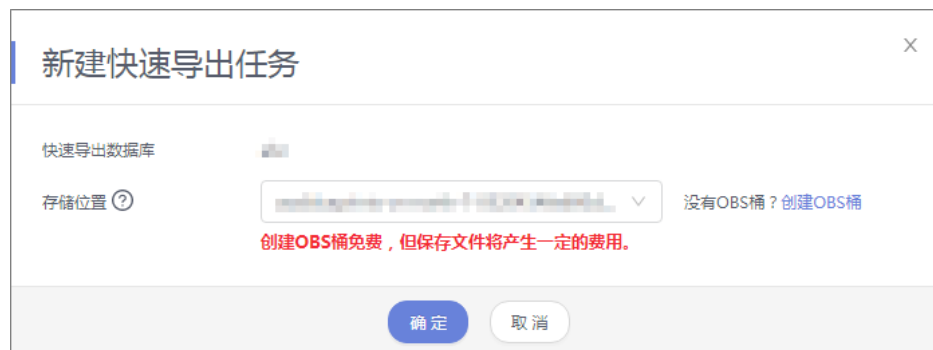 新建快速导出任务
快速导出数据库
存储位置 ?
没有OBS桶？创建OBS桶
创建OBS桶免费，但保存文件将产生一定的费用。
确定 取消